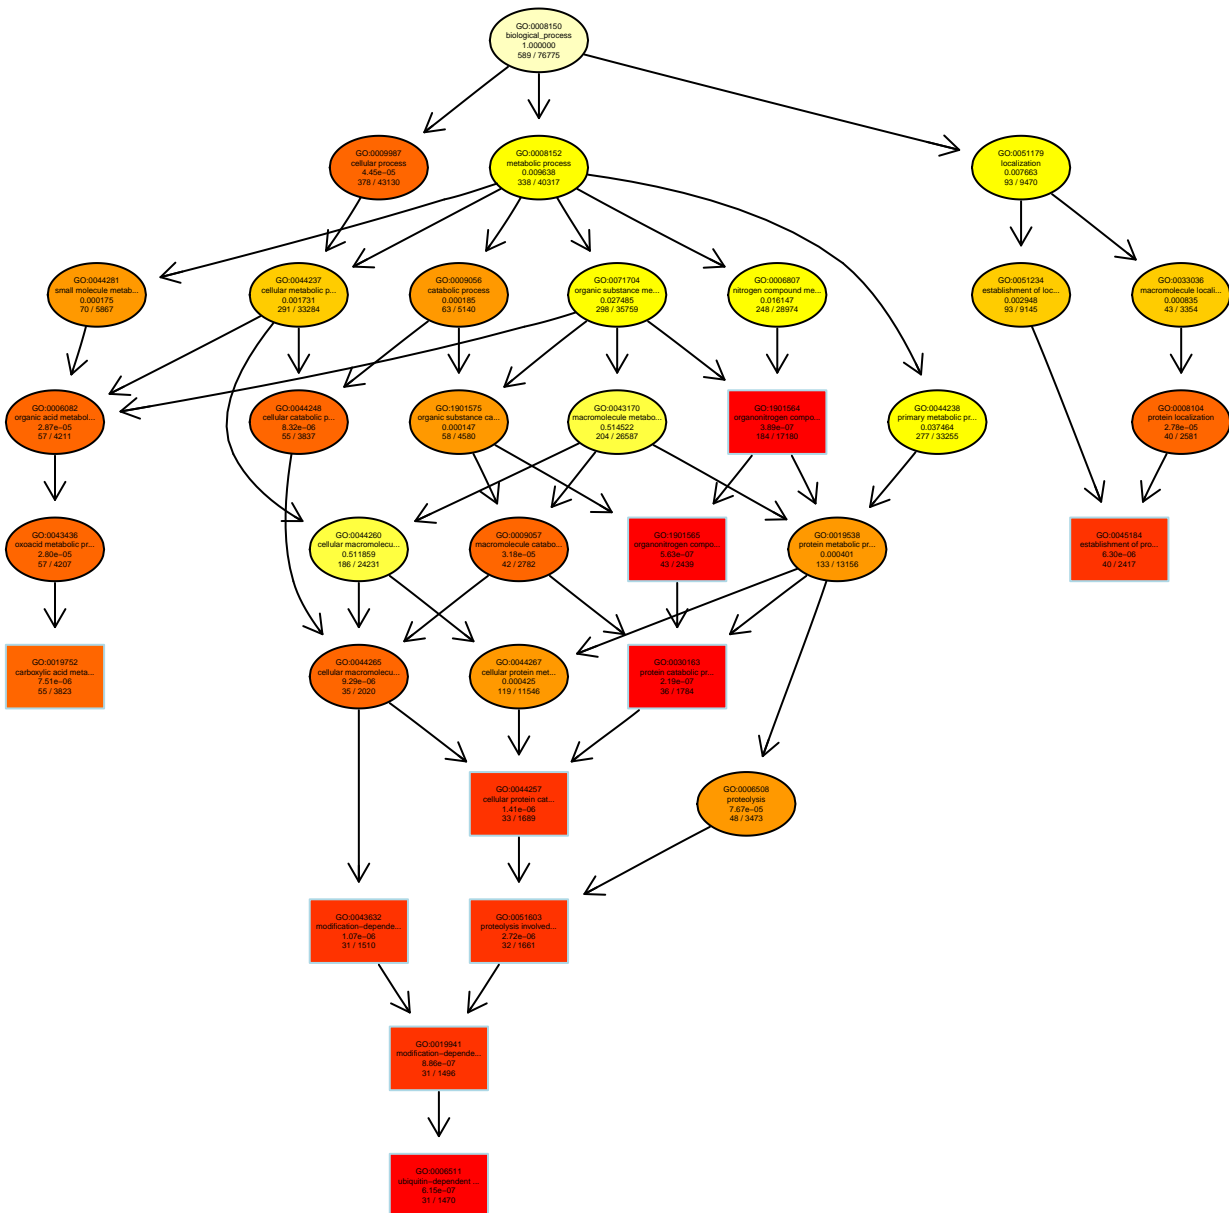 GO:0008150
biological_process
1.000000
589 / 76775
GO:0009987
cellular process
4.45e−05
378 / 43130
GO:0008152
metabolic process
0.009638
338 / 40317
GO:0051179
localization
0.007663
93 / 9470
GO:0044281
small molecule metab...
0.000175
70 / 5867
GO:0044237
cellular metabolic p...
0.001731
291 / 33284
GO:0009056
catabolic process
0.000185
63 / 5140
GO:0071704
organic substance me...
0.027485
298 / 35759
GO:0006807
nitrogen compound me...
0.016147
248 / 28974
GO:0051234
establishment of loc...
0.002948
93 / 9145
GO:0033036
macromolecule locali...
0.000835
43 / 3354
GO:0006082
organic acid metabol...
2.87e−05
57 / 4211
GO:0044248
cellular catabolic p...
8.32e−06
55 / 3837
GO:1901575
organic substance ca...
0.000147
58 / 4580
GO:0043170
macromolecule metabo...
0.514522
204 / 26587
GO:1901564
organonitrogen compo...
3.89e−07
184 / 17180
GO:0044238
primary metabolic pr...
0.037464
277 / 33255
GO:0008104
protein localization
2.78e−05
40 / 2581
GO:0043436
oxoacid metabolic pr...
2.80e−05
57 / 4207
GO:0044260
cellular macromolecu...
0.511859
186 / 24231
GO:0009057
macromolecule catabo...
3.18e−05
42 / 2782
GO:1901565
organonitrogen compo...
5.63e−07
43 / 2439
GO:0019538
protein metabolic pr...
0.000401
133 / 13156
GO:0045184
establishment of pro...
6.30e−06
40 / 2417
GO:0019752
carboxylic acid meta...
7.51e−06
55 / 3823
GO:0044265
cellular macromolecu...
9.29e−06
35 / 2020
GO:0044267
cellular protein met...
0.000425
119 / 11546
GO:0030163
protein catabolic pr...
2.19e−07
36 / 1784
GO:0044257
cellular protein cat...
1.41e−06
33 / 1689
GO:0006508
proteolysis
7.67e−05
48 / 3473
GO:0043632
modification−depende...
1.07e−06
31 / 1510
GO:0051603
proteolysis involved...
2.72e−06
32 / 1661
GO:0019941
modification−depende...
8.86e−07
31 / 1496
GO:0006511
ubiquitin−dependent ...
6.15e−07
31 / 1470